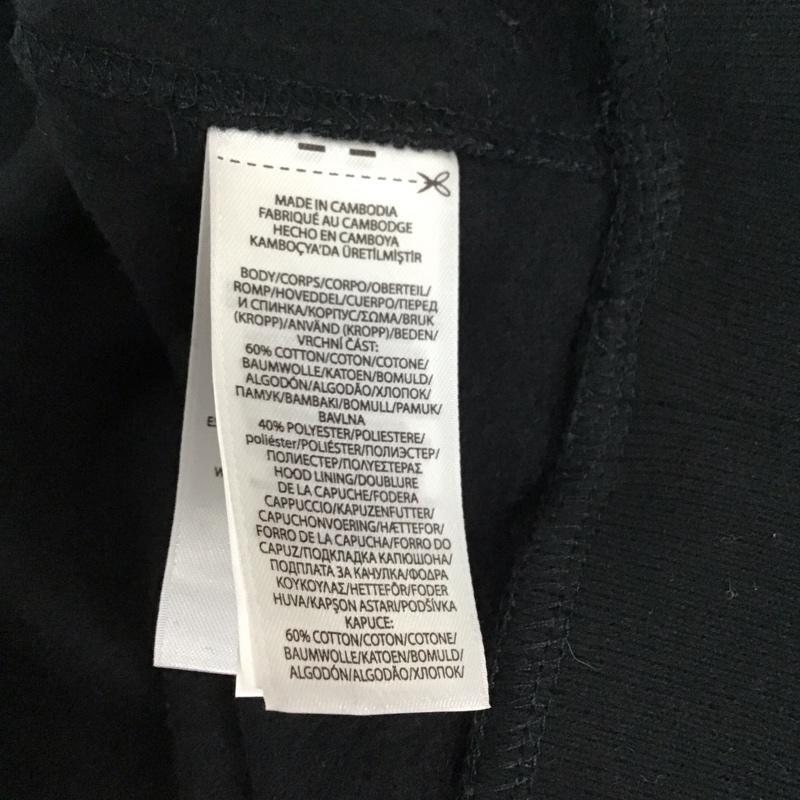 MADE IN CAMBODIA
FABRIQUÉ AU CAMBODGE
HECHO EN CAMBOYA
KAMBOÇYA'DA ÜRETİLMİŞTİR
BODY/CORPS/CORPO/OBERTEIL/
ROMP/HOVEDDEL/CUERPO/ПЕРЕД
И СПИНКА/КОРПУС/ΣΩΜΑ/BRUK
(KROPP)/ANVÄND (KROPP)/BEDEN/
VRCHNÍ ČÁST:
60% COTTON/COTON/COTONE/
BAUMWOLLE/KATOEN/BOMULD/
ALGODÓN/ALGODÃO/ХЛОПОК/
ПАМУК/ΒΑΜΒΑΚΙ/BOMULL/PAMUK/
BAVLNA
40% POLYESTER/POLIESTERE/
poliéster/POLIÉSTER/ПОЛИЭСТЕР/
ПОЛИЕСТЕР/ΠΟΛΥΕΣΤΕΡΑΣ
HOOD LINING/DOUBLURE
DE LA CAPUCHE/FODERA
CAPPUCCIO/KAPUZENFUTTER/
CAPUCHONVOERING/HÆTTEFOR/
FORRO DE LA CAPUCHA/FORRO DO
CAPUZ/ПОДКЛАДКА КАПЮШОНА/
ПОДПЛАТА ЗА КАЧУЛКА/ΦΟΔΡΑ
ΚΟΥΚΟΥΛΑΣ/HETTEFÔR/FODER
HUVA/KAPŞON ASTARI/PODŠÍVKA
KAPUCE:
60% COTTON/COTON/COTONE/
BAUMWOLLE/KATOEN/BOMULD/
ALGODÓN/ALGODÃO/ХЛОПОК/